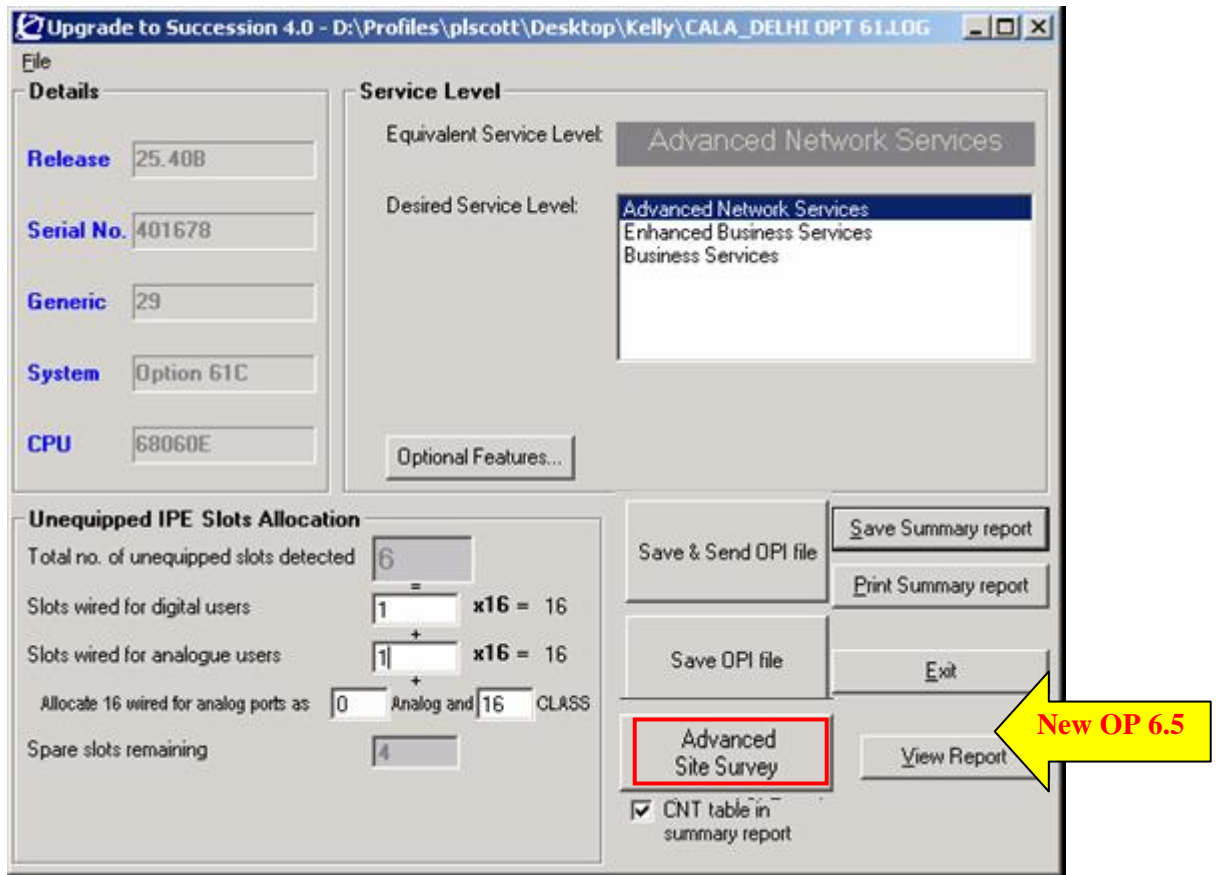 Upgrade to Succession 4.0 - D:\Profiles\plscott\Desktop\Kelly\CALA_DELHI OPT 61.LOG
File
Details
Release 25.40B
Serial No. 401678
Generic 29
System Option 61C
CPU 68060E
Service Level
Equivalent Service Level: Advanced Network Services
Desired Service Level: Advanced Network Services
Enhanced Business Services
Business Services
Optional Features...
Unequipped IPE Slots Allocation
Total no. of unequipped slots detected 6
=
Slots wired for digital users 1 x16 = 16
+
Slots wired for analogue users 1 x16 = 16
+
Allocate 16 wired for analog ports as 0 Analog and 16 CLASS
Spare slots remaining 4
Save & Send OPI file
Save Summary report
Print Summary report
Save OPI file
Exit
Advanced
Site Survey
View Report
New OP 6.5
CNT table in
summary report